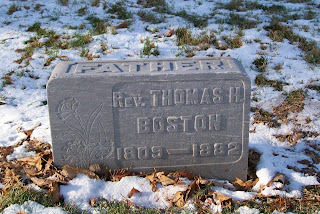 FATHER
REV. THOMAS H.
BOSTON
1809 — 1882